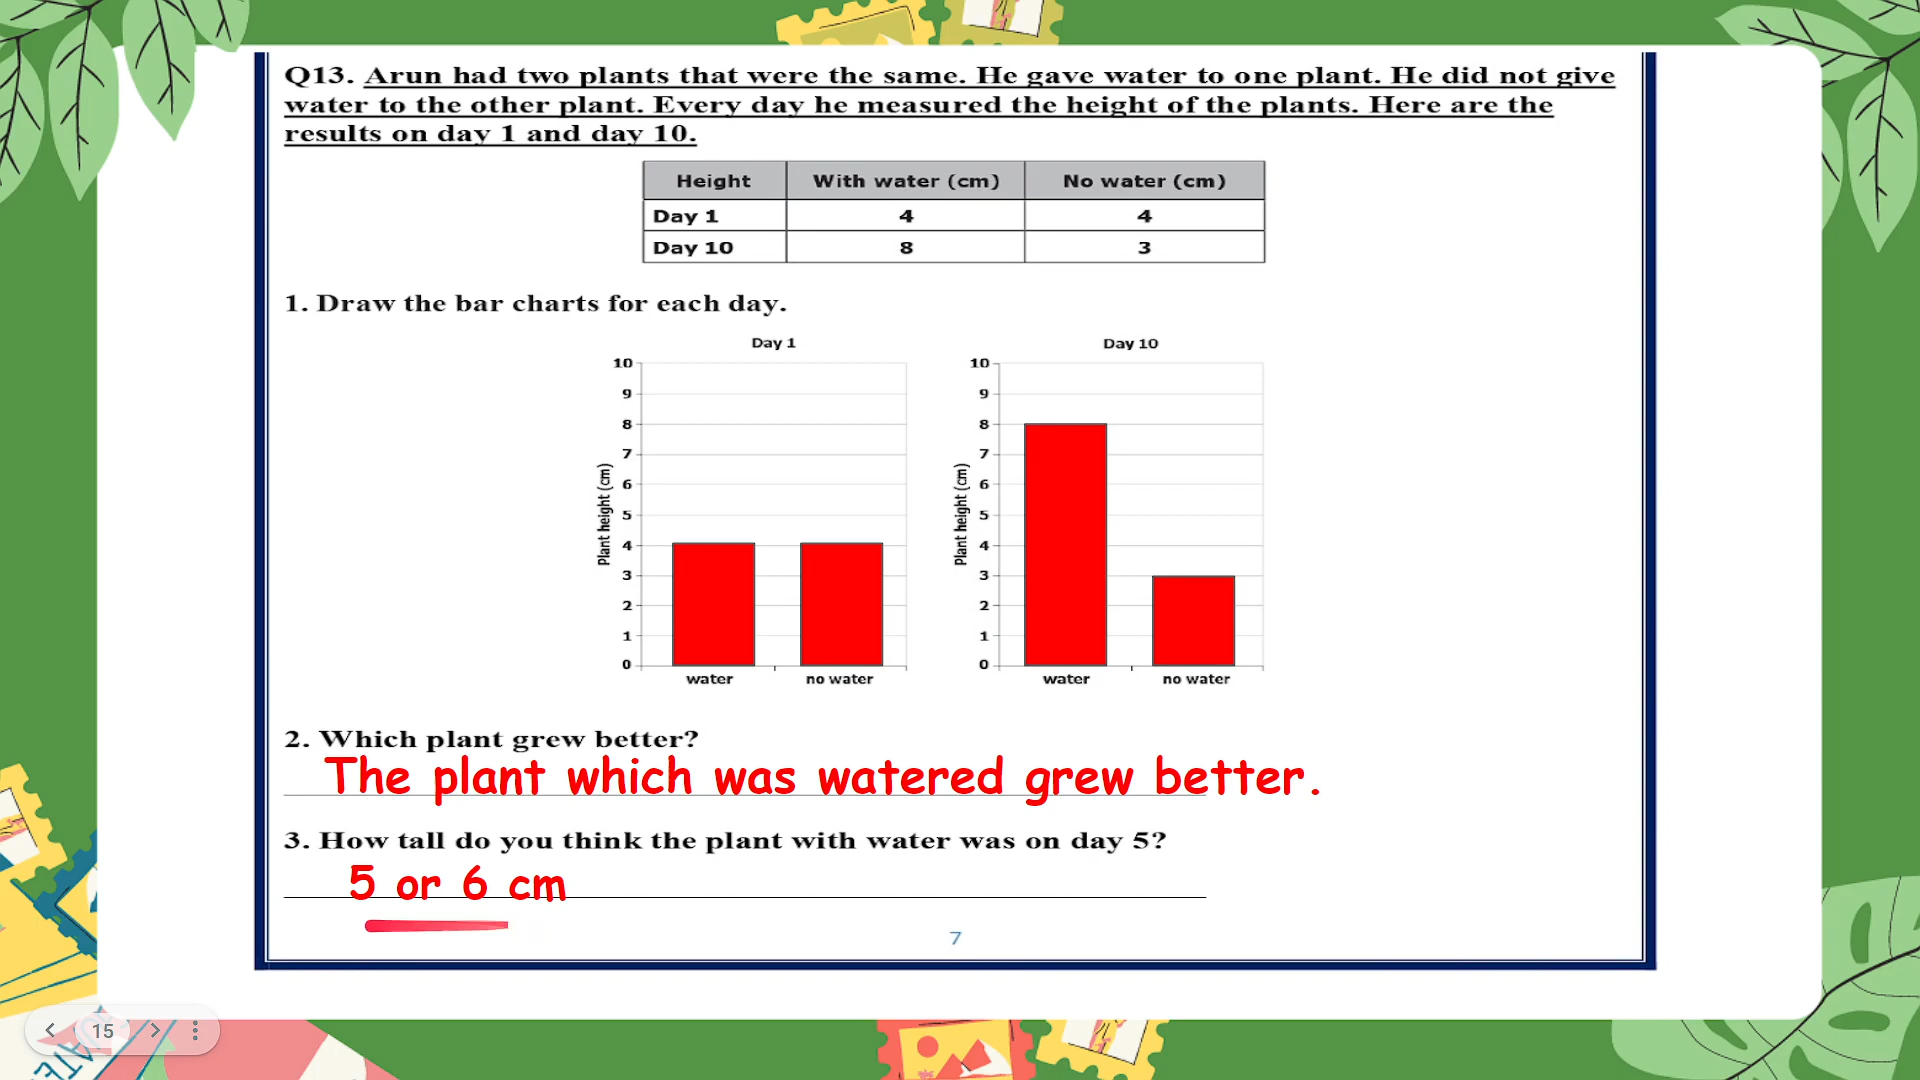 Q13. Arun had two plants that were the same. He gave water to one plant. He did not give
water to the other plant. Every day he measured the height of the plants. Here are the
results on day 1 and day 10.
Height With water (cm) No water (cm)
Day 1 4 4
Day 10 8 3
1. Draw the bar charts for each day.
Day 1
Plant height (cm)
10
9
8
7
6
5
4
3
2
1
0
water no water
Day 10
Plant height (cm)
10
9
8
7
6
5
4
3
2
1
0
water no water
2. Which plant grew better?
The plant which was watered grew better.
3. How tall do you think the plant with water was on day 5?
5 or 6 cm
7
15